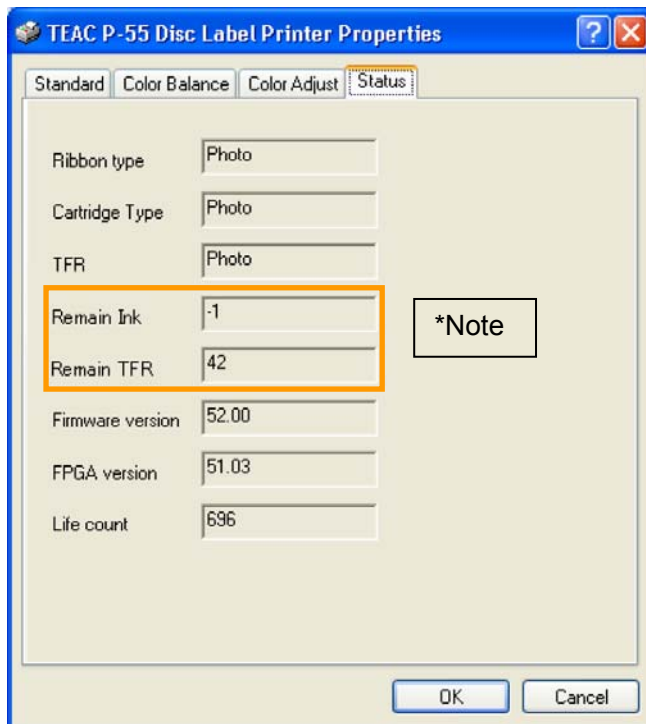 TEAC P-55 Disc Label Printer Properties
Standard Color Balance Color Adjust Status
Ribbon type Photo
Cartridge Type Photo
TFR Photo
Remain Ink -1
*Note
Remain TFR 42
Firmware version 52.00
FPGA version 51.03
Life count 696
OK Cancel